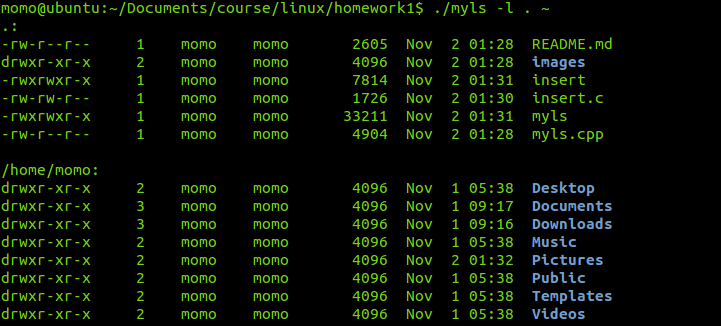 momo@ubuntu:~/Documents/course/linux/homework1$ ./myls -l . ~
.:
-rw-r--r-- 1 momo momo 2605 Nov 2 01:28 README.md
drwxr-xr-x 2 momo momo 4096 Nov 2 01:28 images
-rwxrwxr-x 1 momo momo 7814 Nov 2 01:31 insert
-rw-rw-r-- 1 momo momo 1726 Nov 2 01:30 insert.c
-rwxrwxr-x 1 momo momo 33211 Nov 2 01:31 myls
-rw-r--r-- 1 momo momo 4904 Nov 2 01:28 myls.cpp
/home/momo:
drwxr-xr-x 2 momo momo 4096 Nov 1 05:38 Desktop
drwxr-xr-x 3 momo momo 4096 Nov 1 09:17 Documents
drwxr-xr-x 3 momo momo 4096 Nov 1 09:16 Downloads
drwxr-xr-x 2 momo momo 4096 Nov 1 05:38 Music
drwxr-xr-x 2 momo momo 4096 Nov 2 01:32 Pictures
drwxr-xr-x 2 momo momo 4096 Nov 1 05:38 Public
drwxr-xr-x 2 momo momo 4096 Nov 1 05:38 Templates
drwxr-xr-x 2 momo momo 4096 Nov 1 05:38 Videos